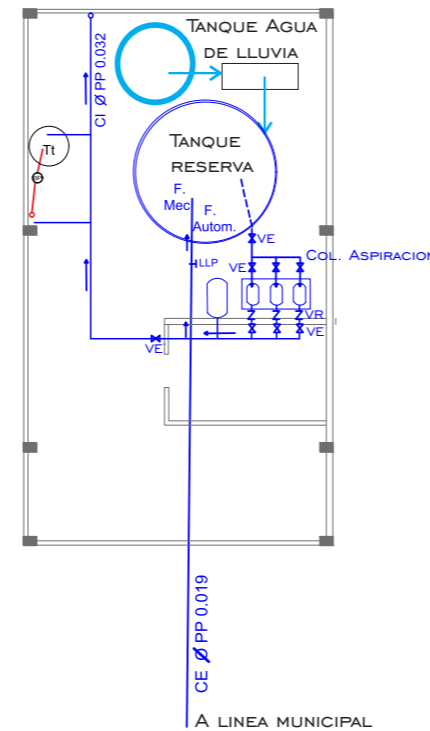 TANQUE AGUA
DE LLUVIA
CI Ø PP 0.032
TANQUE
RESERVA
Tt
F.
Mec
F.
Autom.
VE
COL. ASPIRACION
VE
LLP
VR
VE
VE
CE Ø PP 0.019
A LINEA MUNICIPAL